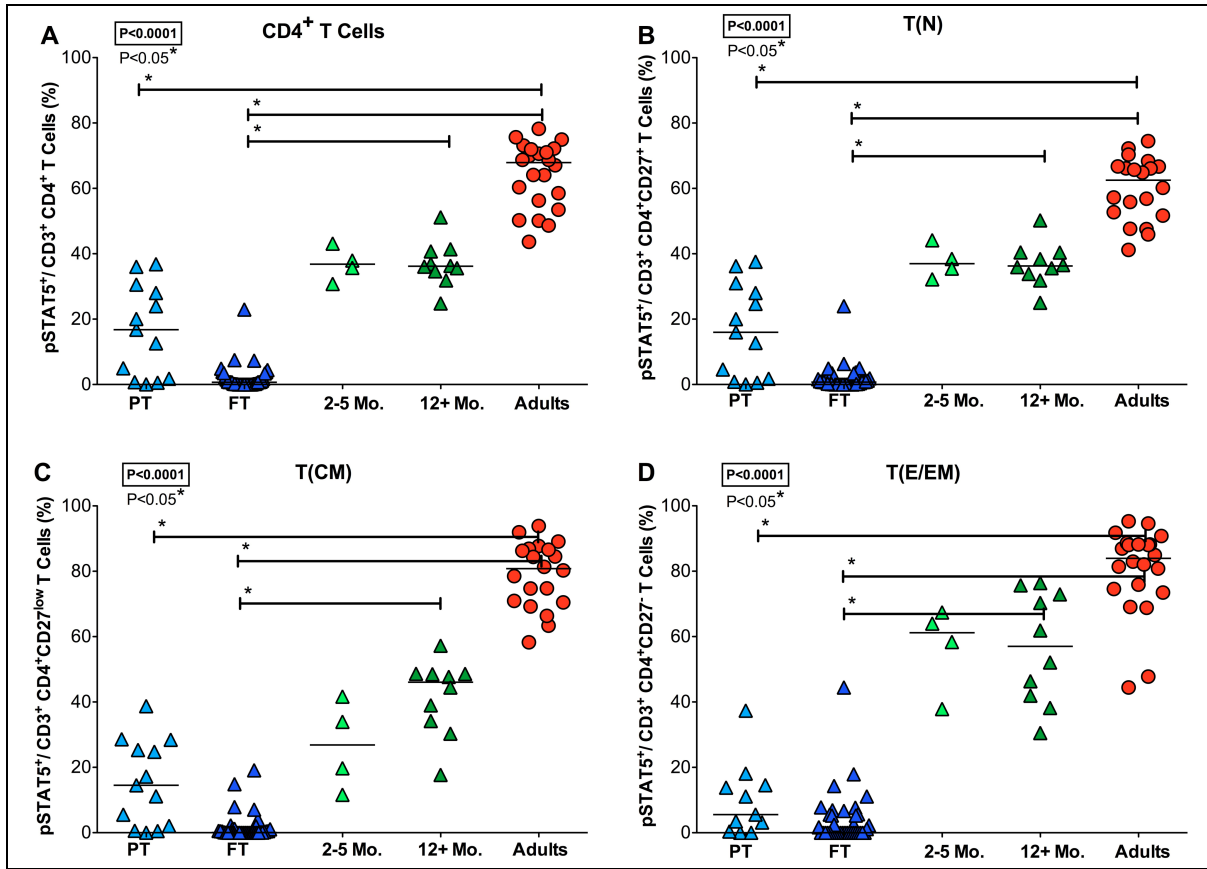 A
P<0.0001
P<0.05*
CD4+ T Cells
pSTAT5+/ CD3+ CD4+ T Cells (%)
100
80
60
40
20
0
*
*
*
PT
FT
2-5 Mo.
12+ Mo.
Adults
B
P<0.0001
P<0.05*
T(N)
pSTAT5+/ CD3+ CD4+CD27+ T Cells (%)
100
80
60
40
20
0
*
*
*
PT
FT
2-5 Mo.
12+ Mo.
Adults
C
P<0.0001
P<0.05*
T(CM)
pSTAT5+/ CD3+ CD4+CD27low T Cells (%)
100
80
60
40
20
0
*
*
*
PT
FT
2-5 Mo.
12+ Mo.
Adults
D
P<0.0001
P<0.05*
T(E/EM)
pSTAT5+/ CD3+ CD4+CD27- T Cells (%)
100
80
60
40
20
0
*
*
*
PT
FT
2-5 Mo.
12+ Mo.
Adults